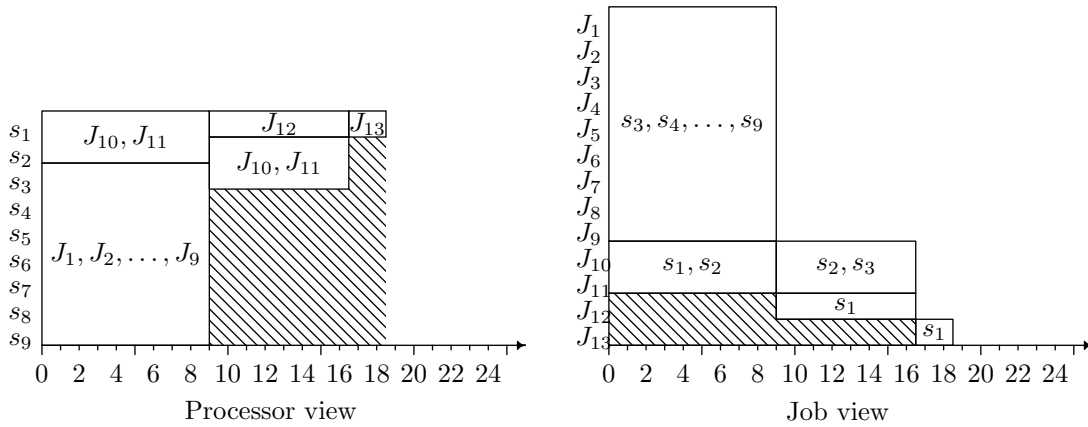 s₁
s₂
s₃
s₄
s₅
s₆
s₇
s₈
s₉
J₁₀, J₁₁
J₁₂
J₁₃
J₁₀, J₁₁
J₁, J₂, . . . , J₉
0 2 4 6 8 10 12 14 16 18 20 22 24
Processor view
J₁
J₂
J₃
J₄
J₅
J₆
J₇
J₈
J₉
J₁₀
J₁₁
J₁₂
J₁₃
s₃, s₄, . . . , s₉
s₁, s₂
s₂, s₃
s₁
s₁
0 2 4 6 8 10 12 14 16 18 20 22 24
Job view